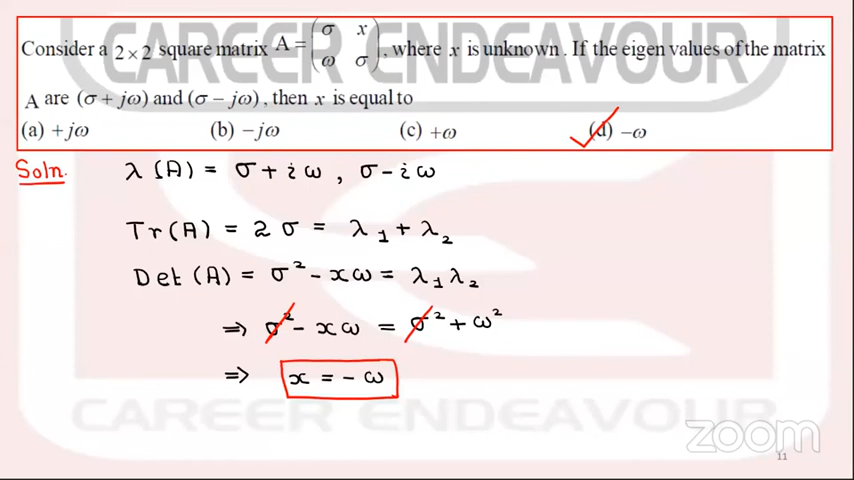 CAREER ENDEAVOUR
Consider a 2×2 square matrix A = (σ x
ω σ), where x is unknown. If the eigen values of the matrix
A are (σ + jω) and (σ − jω), then x is equal to
(a) +jω (b) −jω (c) +ω (d) −ω
Soln. λ(A) = σ + iω, σ − iω
Tr(A) = 2σ = λ₁ + λ₂
Det(A) = σ² − xω = λ₁λ₂
⇒ σ² − xω = σ² + ω²
⇒ x = −ω
CAREER ENDEAVOUR
zoom
11